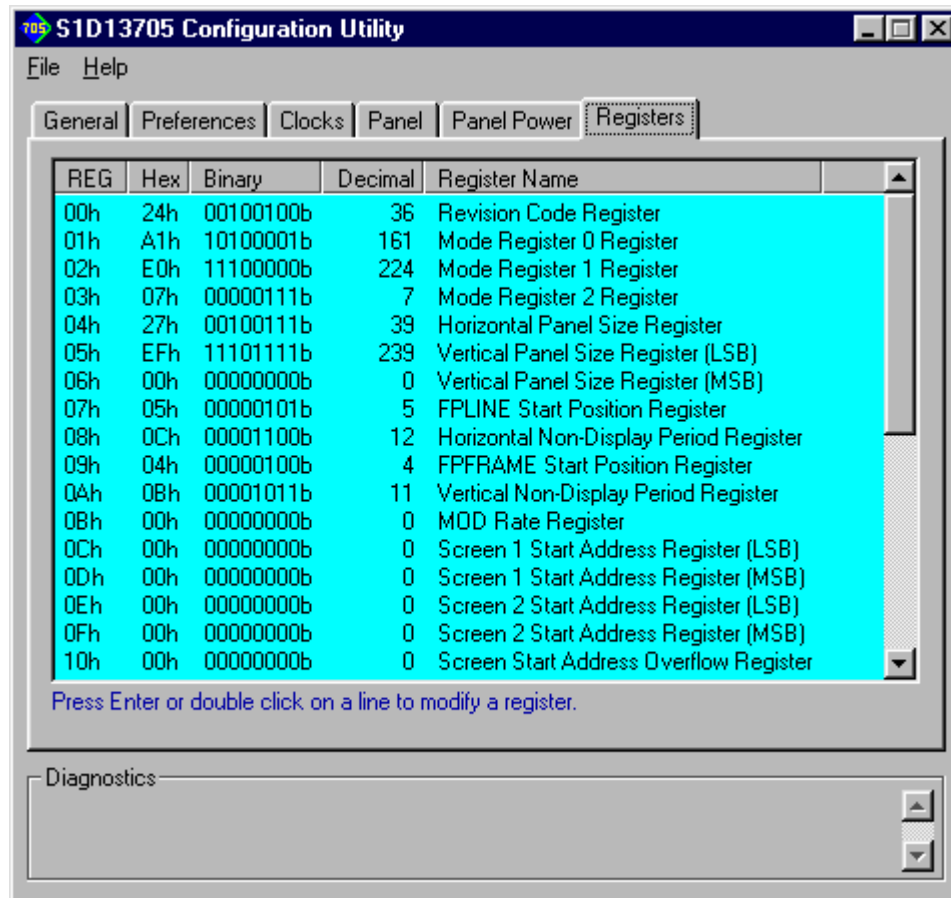 705 S1D13705 Configuration Utility
File Help
General Preferences Clocks Panel Panel Power Registers
REG Hex Binary Decimal Register Name
00h 24h 00100100b 36 Revision Code Register
01h A1h 10100001b 161 Mode Register 0 Register
02h E0h 11100000b 224 Mode Register 1 Register
03h 07h 00000111b 7 Mode Register 2 Register
04h 27h 00100111b 39 Horizontal Panel Size Register
05h EFh 11101111b 239 Vertical Panel Size Register (LSB)
06h 00h 00000000b 0 Vertical Panel Size Register (MSB)
07h 05h 00000101b 5 FPLINE Start Position Register
08h 0Ch 00001100b 12 Horizontal Non-Display Period Register
09h 04h 00000100b 4 FPFRAME Start Position Register
0Ah 0Bh 00001011b 11 Vertical Non-Display Period Register
0Bh 00h 00000000b 0 MOD Rate Register
0Ch 00h 00000000b 0 Screen 1 Start Address Register (LSB)
0Dh 00h 00000000b 0 Screen 1 Start Address Register (MSB)
0Eh 00h 00000000b 0 Screen 2 Start Address Register (LSB)
0Fh 00h 00000000b 0 Screen 2 Start Address Register (MSB)
10h 00h 00000000b 0 Screen Start Address Overflow Register
Press Enter or double click on a line to modify a register.
Diagnostics